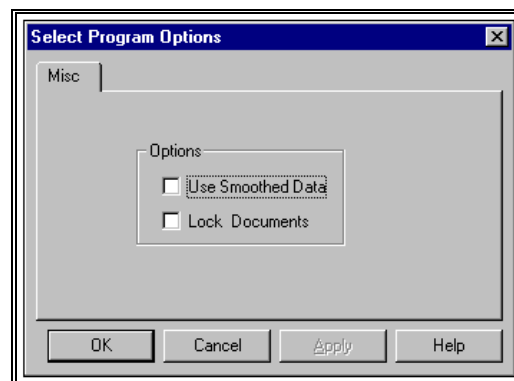 Select Program Options
Misc
Options
Use Smoothed Data
Lock Documents
OK Cancel Apply Help